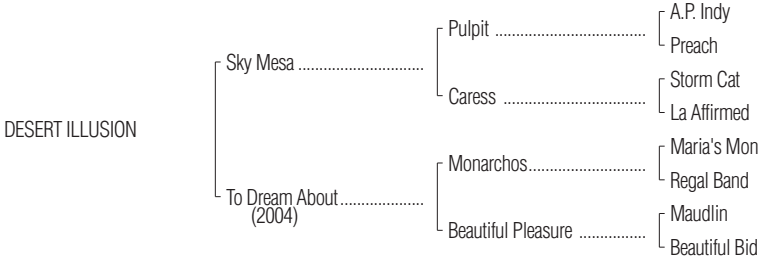 A.P. Indy
Pulpit ....................................
Preach
Sky Mesa ..............................
Storm Cat
Caress ..................................
La Affirmed
DESERT ILLUSION
Maria's Mon
Monarchos............................
Regal Band
To Dream About....................
(2004)
Maudlin
Beautiful Pleasure ................
Beautiful Bid